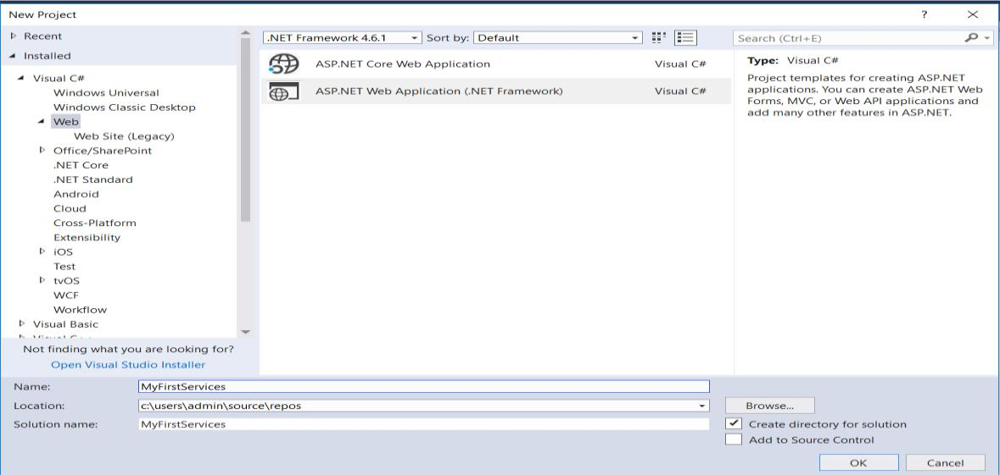 New Project
?
Recent
Installed
Visual C#
Windows Universal
Windows Classic Desktop
Web
Web Site (Legacy)
Office/SharePoint
.NET Core
.NET Standard
Android
Cloud
Cross-Platform
Extensibility
iOS
Test
tvOS
WCF
Workflow
Visual Basic
Not finding what you are looking for?
Open Visual Studio Installer
.NET Framework 4.6.1 Sort by: Default
ASP.NET Core Web Application Visual C#
ASP.NET Web Application (.NET Framework) Visual C#
Search (Ctrl+E)
Type: Visual C#
Project templates for creating ASP.NET
applications. You can create ASP.NET Web
Forms, MVC, or Web API applications and
add many other features in ASP.NET.
Name: MyFirstServices
Location: c:\users\admin\source\repos
Browse...
Solution name: MyFirstServices
Create directory for solution
Add to Source Control
OK Cancel